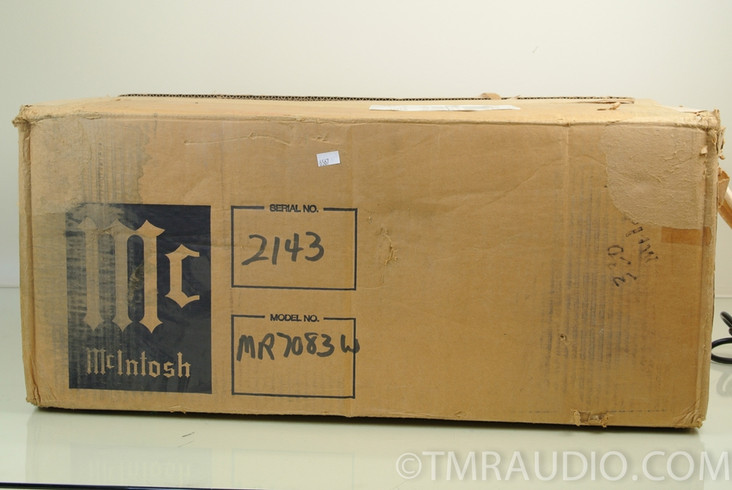 Mc
McIntosh
SERIAL NO.
2143
MODEL NO.
MR7083W
©TMRAUDIO.COM